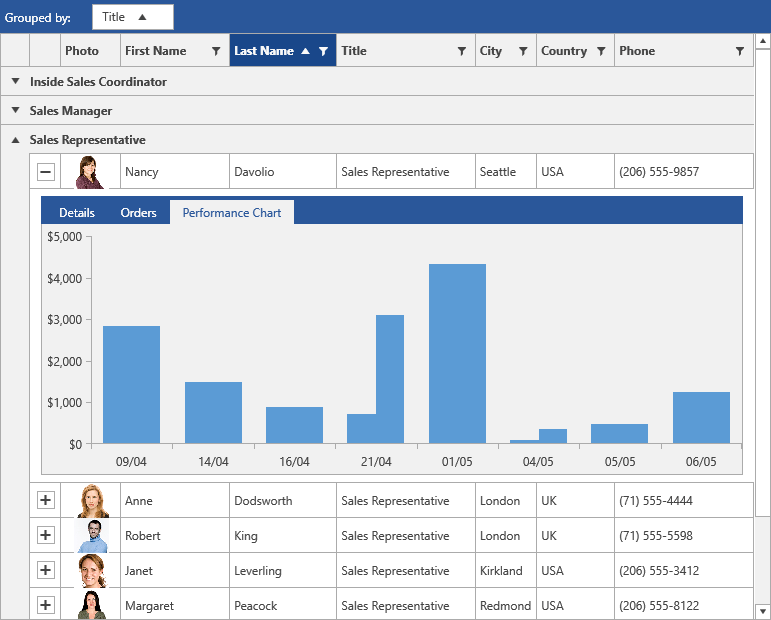 Grouped by: Title
Photo First Name Last Name Title City Country Phone
Inside Sales Coordinator
Sales Manager
Sales Representative
Nancy Davolio Sales Representative Seattle USA (206) 555-9857
Details Orders Performance Chart
$5,000
$4,000
$3,000
$2,000
$1,000
$0
09/04 14/04 16/04 21/04 01/05 04/05 05/05 06/05
Anne Dodsworth Sales Representative London UK (71) 555-4444
Robert King Sales Representative London UK (71) 555-5598
Janet Leverling Sales Representative Kirkland USA (206) 555-3412
Margaret Peacock Sales Representative Redmond USA (206) 555-8122